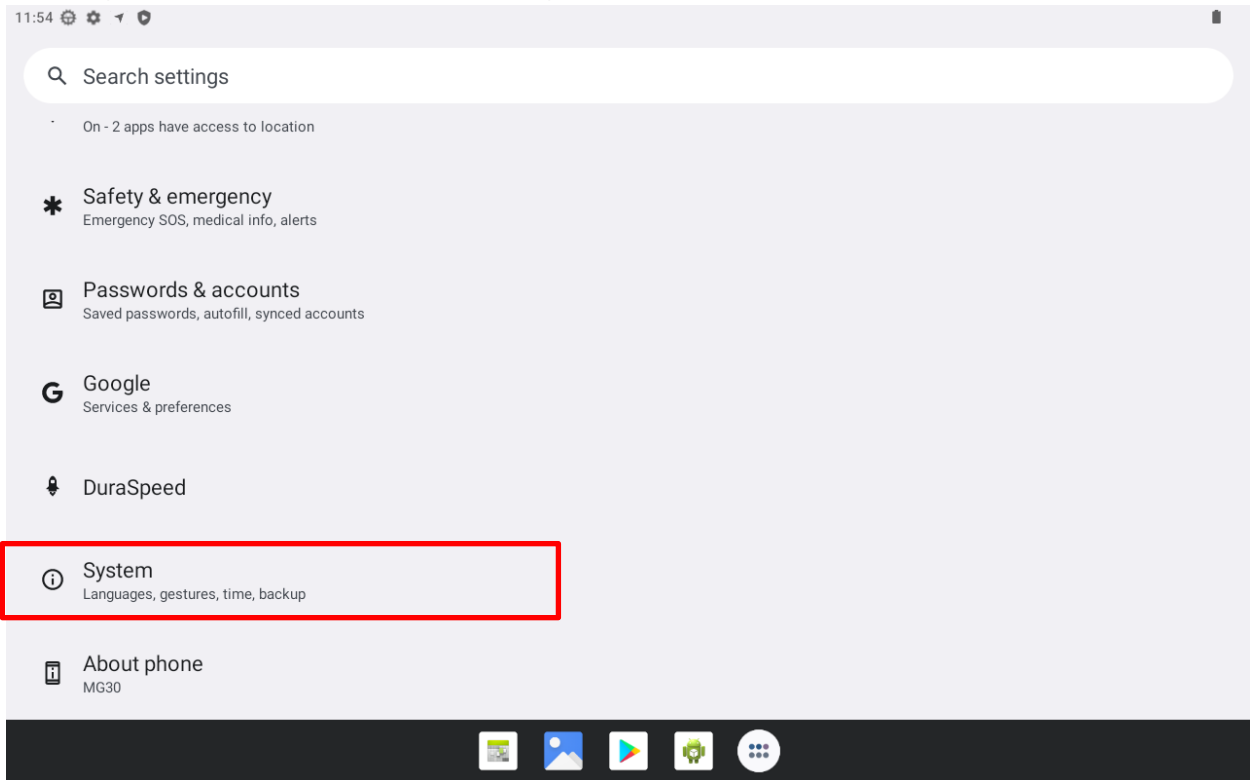 11:54
Search settings
On - 2 apps have access to location
Safety & emergency
Emergency SOS, medical info, alerts
Passwords & accounts
Saved passwords, autofill, synced accounts
Google
Services & preferences
DuraSpeed
System
Languages, gestures, time, backup
About phone
MG30